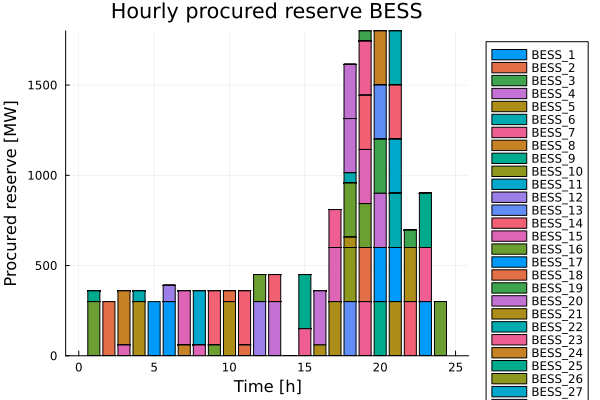 Hourly procured reserve BESS
Procured reserve [MW]
1500
1000
500
0
0
5
10
15
20
25
Time [h]
BESS_1
BESS_2
BESS_3
BESS_4
BESS_5
BESS_6
BESS_7
BESS_8
BESS_9
BESS_10
BESS_11
BESS_12
BESS_13
BESS_14
BESS_15
BESS_16
BESS_17
BESS_18
BESS_19
BESS_20
BESS_21
BESS_22
BESS_23
BESS_24
BESS_25
BESS_26
BESS_27